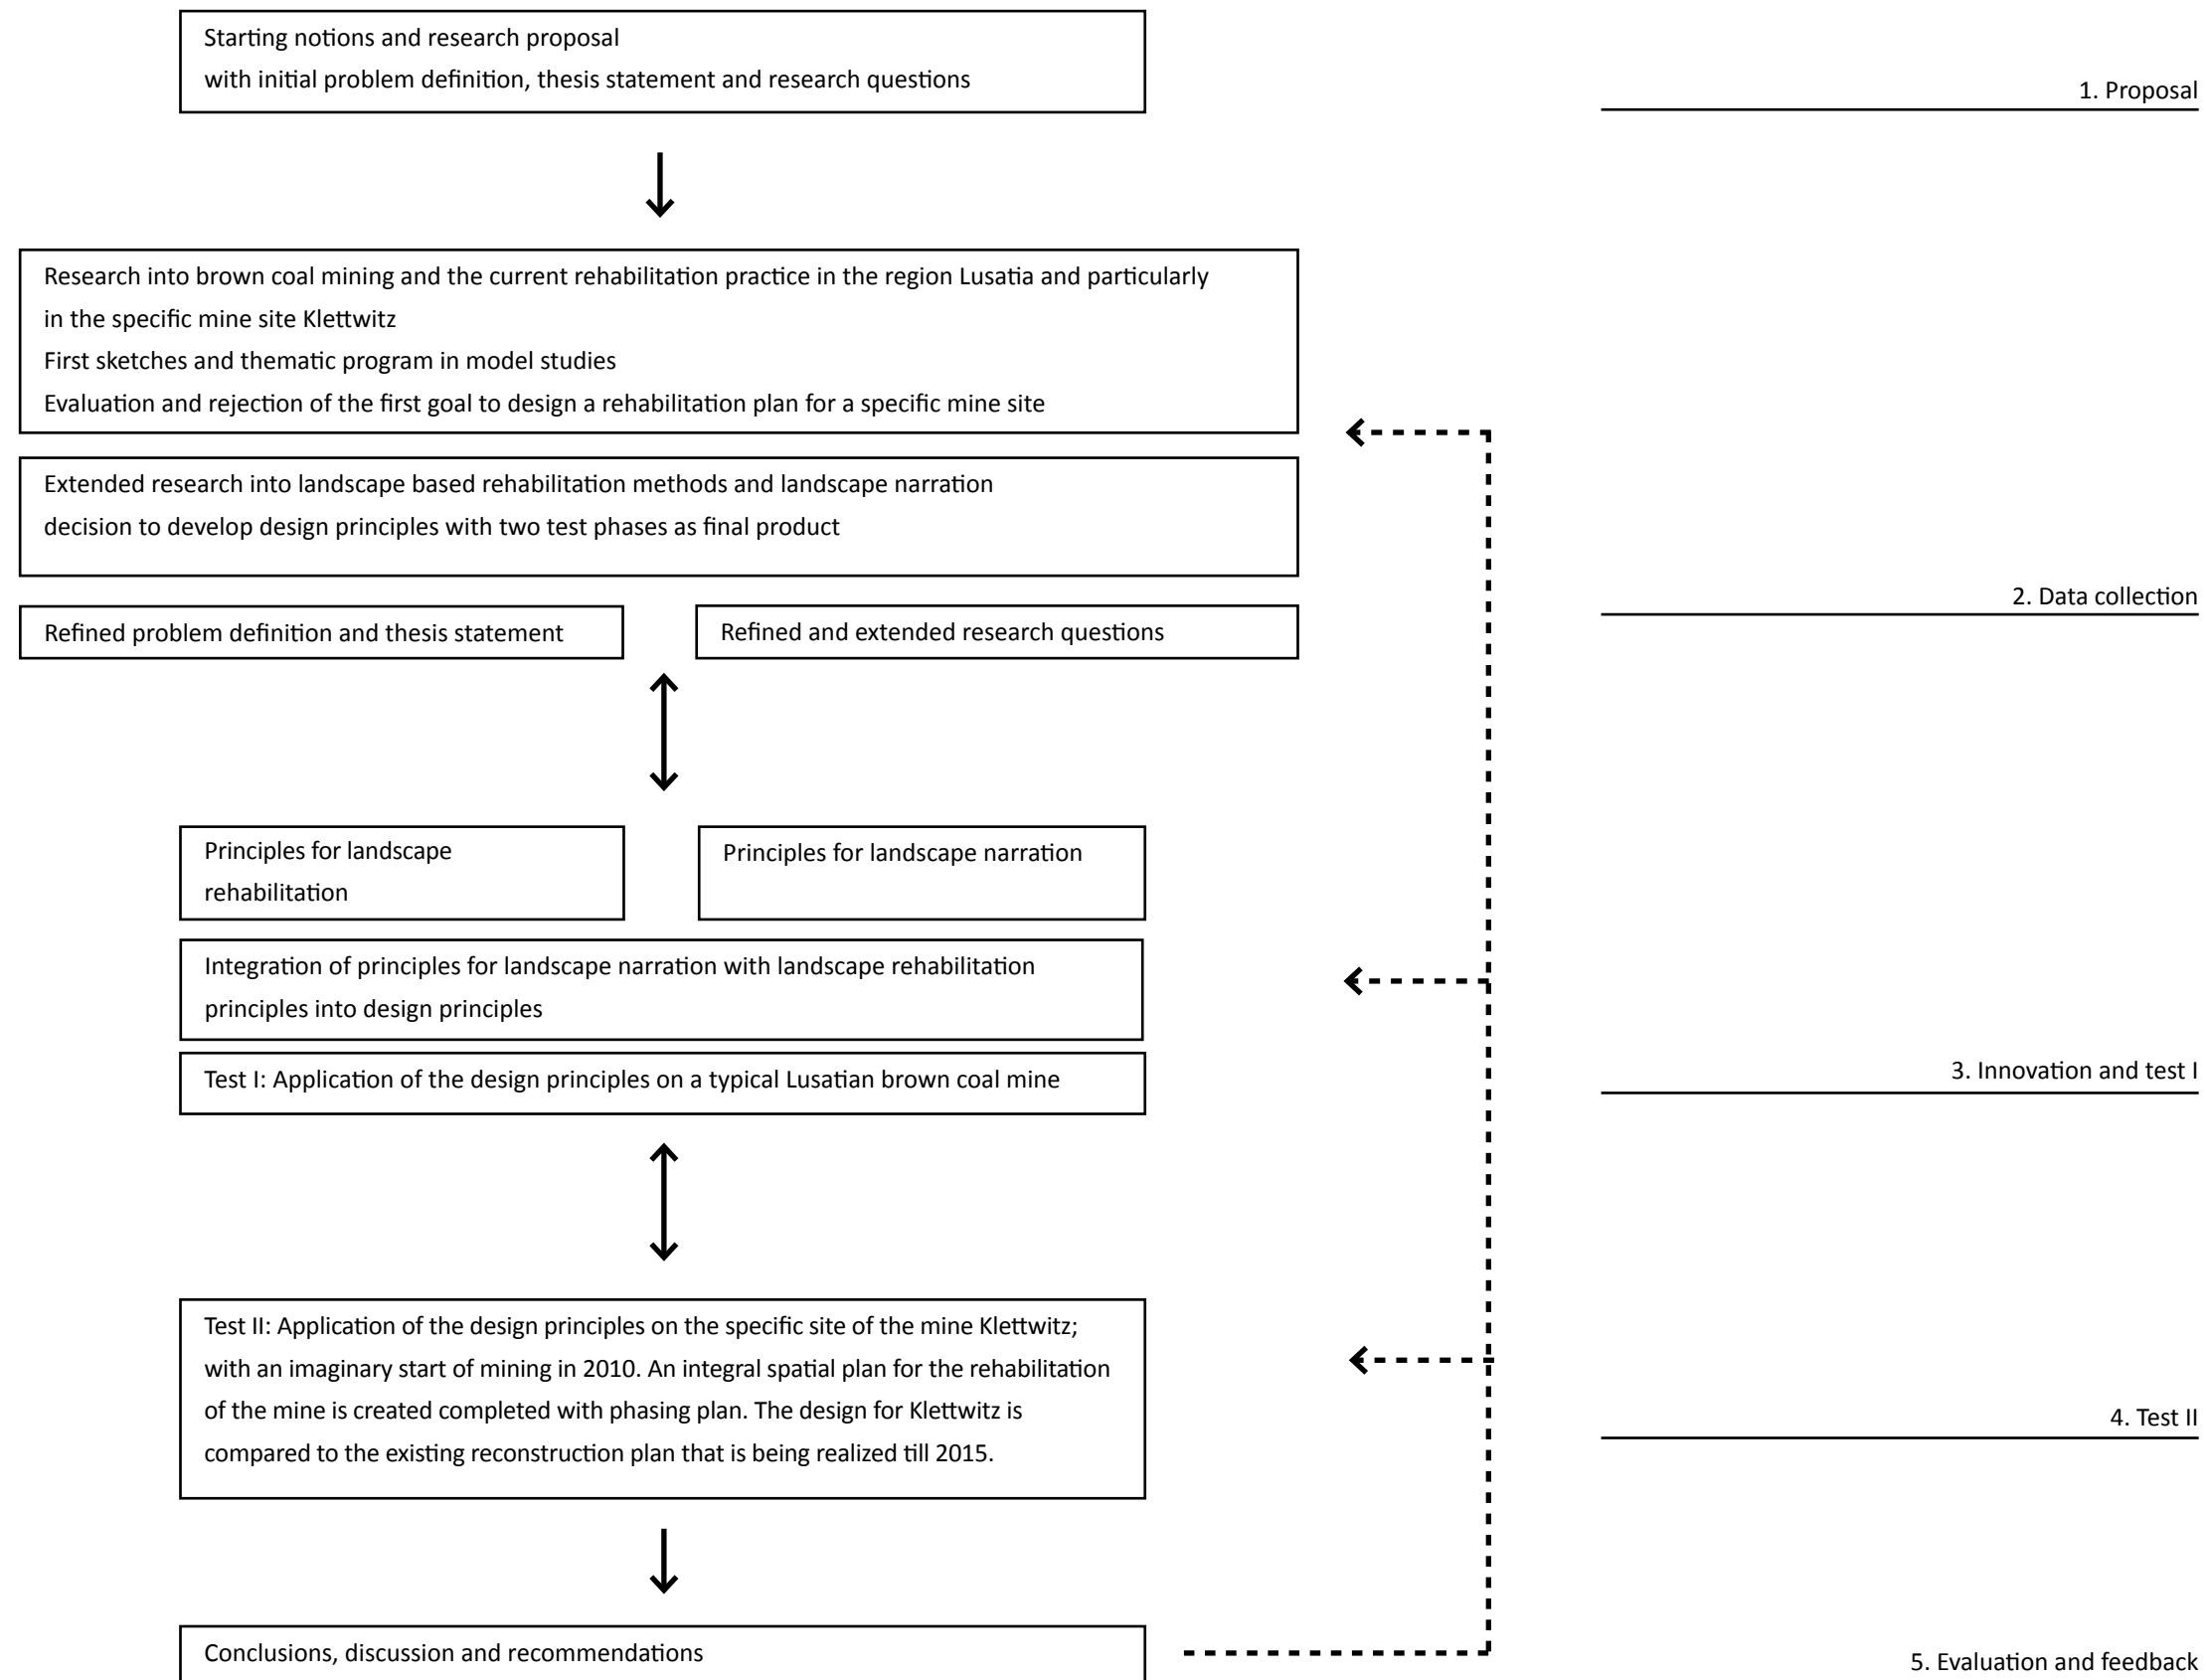 Starting notions and research proposal
with initial problem definition, thesis statement and research questions
1. Proposal
Research into brown coal mining and the current rehabilitation practice in the region Lusatia and particularly
in the specific mine site Klettwitz
First sketches and thematic program in model studies
Evaluation and rejection of the first goal to design a rehabilitation plan for a specific mine site
Extended research into landscape based rehabilitation methods and landscape narration
decision to develop design principles with two test phases as final product
2. Data collection
Refined problem definition and thesis statement
Refined and extended research questions
Principles for landscape
rehabilitation
Principles for landscape narration
Integration of principles for landscape narration with landscape rehabilitation
principles into design principles
Test I: Application of the design principles on a typical Lusatian brown coal mine
3. Innovation and test I
Test II: Application of the design principles on the specific site of the mine Klettwitz;
with an imaginary start of mining in 2010. An integral spatial plan for the rehabilitation
of the mine is created completed with phasing plan. The design for Klettwitz is
compared to the existing reconstruction plan that is being realized till 2015.
4. Test II
Conclusions, discussion and recommendations
5. Evaluation and feedback